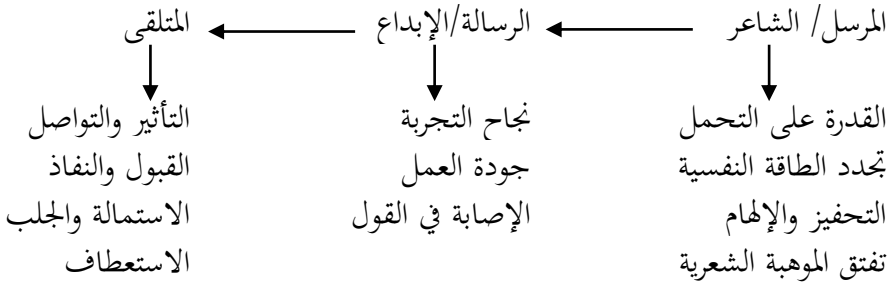 المرسل/ الشاعر الرسالة/الإبداع المتلقى
القدرة على التحمل نجاح التجربة التأثير والتواصل
تجدد الطاقة النفسية جودة العمل القبول والنفاذ
التحفيز والإلهام الإصابة في القول الاستمالة والجلب
تفتق الموهبة الشعرية الاستعطاف